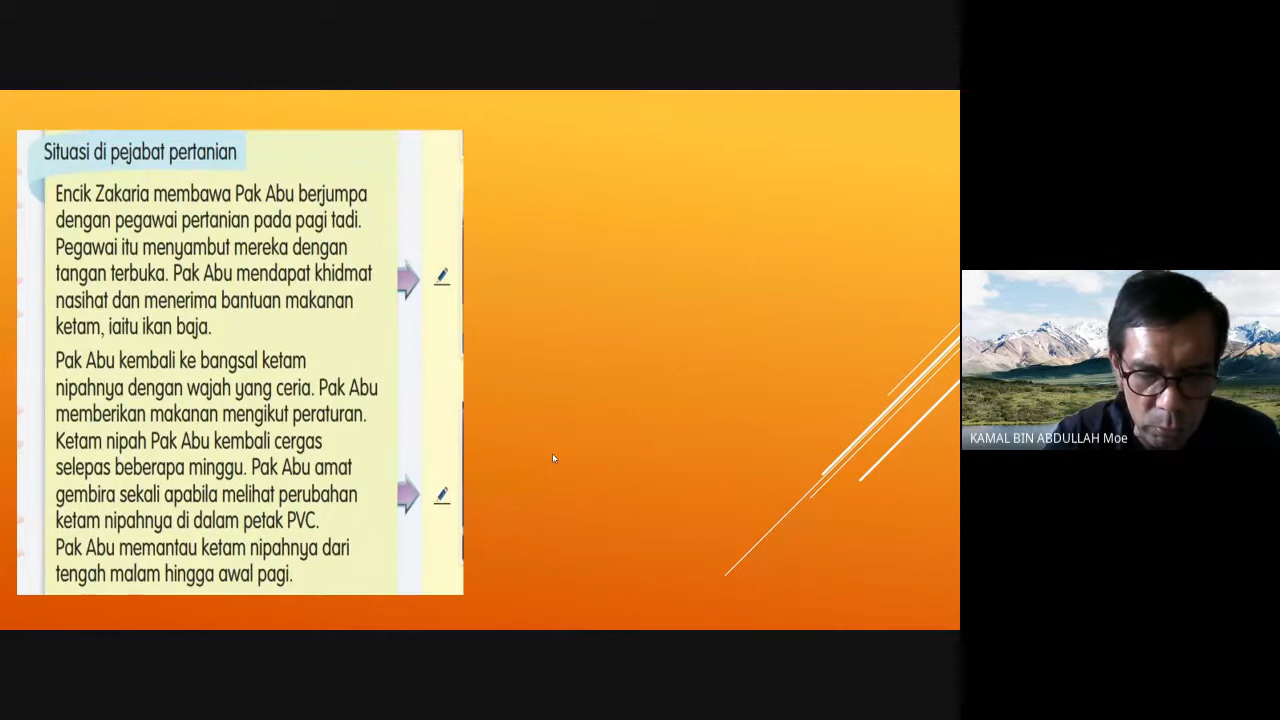 Situasi di pejabat pertanian
Encik Zakaria membawa Pak Abu berjumpa
dengan pegawai pertanian pada pagi tadi.
Pegawai itu menyambut mereka dengan
tangan terbuka. Pak Abu mendapat khidmat
nasihat dan menerima bantuan makanan
ketam, iaitu ikan baja.
Pak Abu kembali ke bangsal ketam
nipahnya dengan wajah yang ceria. Pak Abu
memberikan makanan mengikut peraturan.
Ketam nipah Pak Abu kembali cergas
selepas beberapa minggu. Pak Abu amat
gembira sekali apabila melihat perubahan
ketam nipahnya di dalam petak PVC.
Pak Abu memantau ketam nipahnya dari
tengah malam hingga awal pagi.
KAMAL BIN ABDULLAH Moe